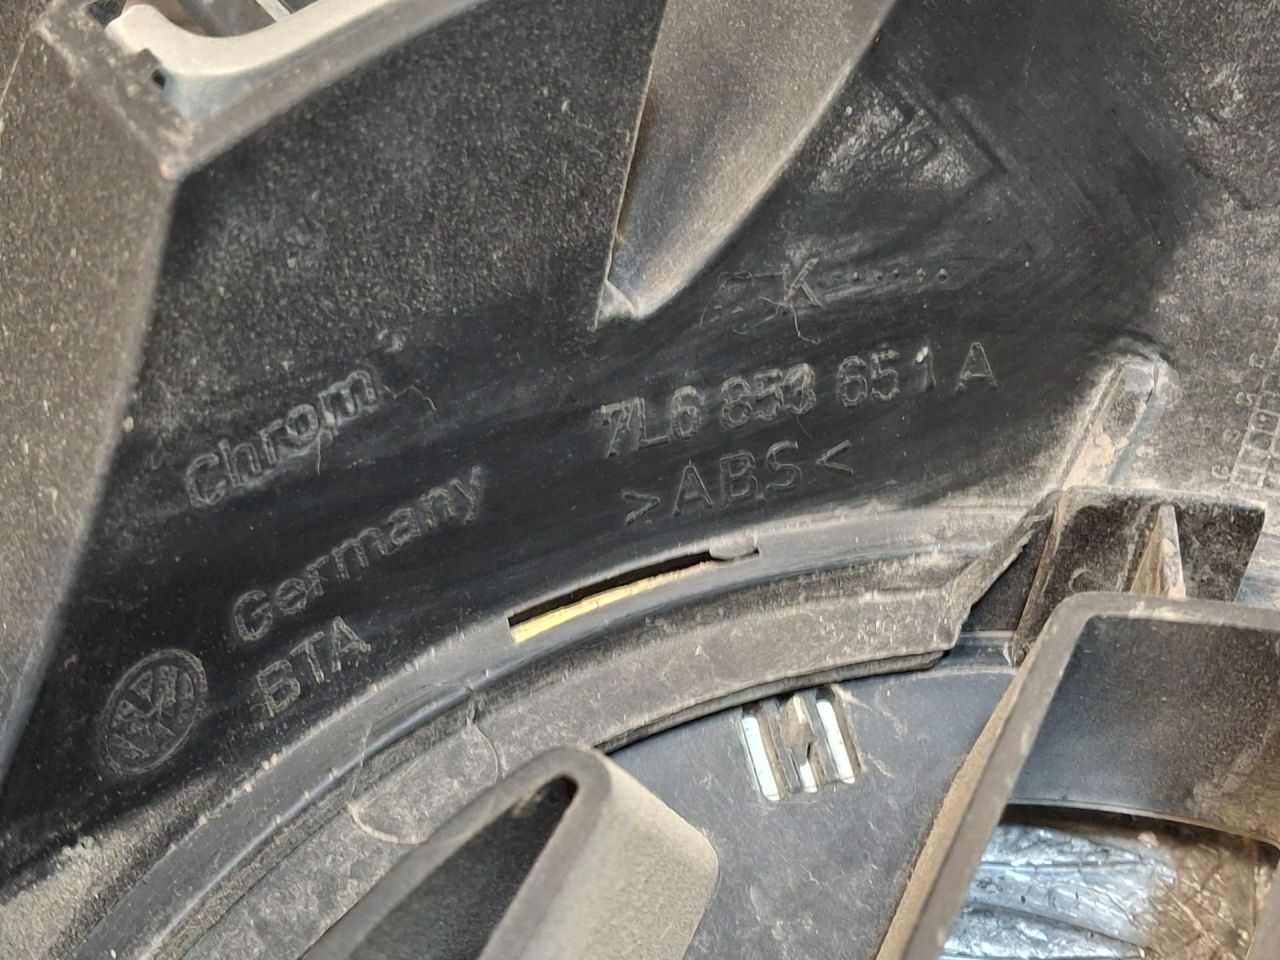 K
7L6 853 651 A
>ABS<
Chrom
Germany
BTA